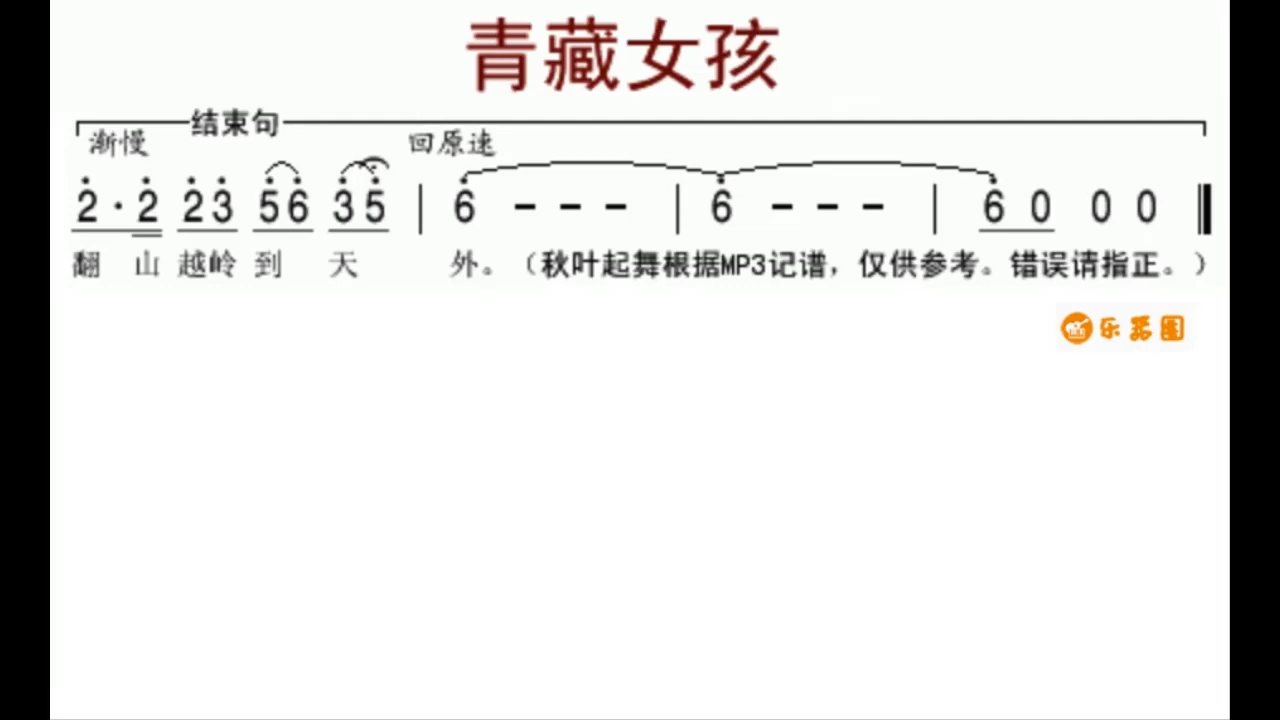 青藏女孩
结束句
渐慢 回原速
2·2 23 56 35 | 6 - - - | 6 - - - | 6 0 0 0 ‖
翻 山 越岭 到 天 外。（秋叶起舞根据MP3记谱，仅供参考。错误请指正。）
乐器圈